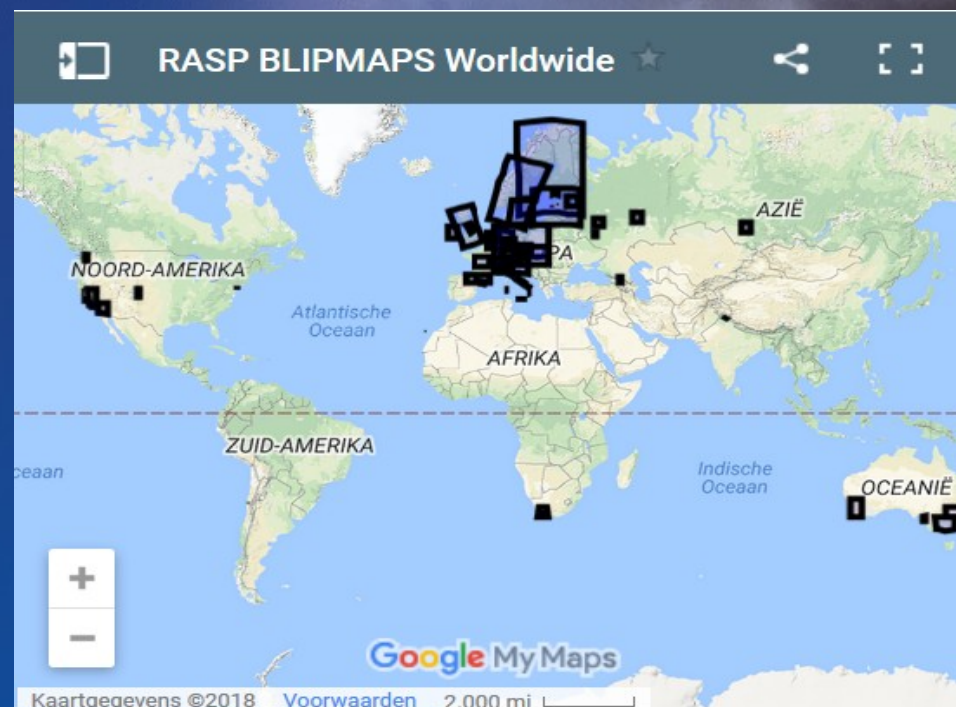 RASP BLIPMAPS Worldwide
AZIË
PA
NOORD-AMERIKA
Atlantische
Oceaan
AFRIKA
ZUID-AMERIKA
ceaan
Indische
Oceaan
OCEANIË
Google My Maps
Kaartgegevens ©2018 Voorwaarden 2.000 mi